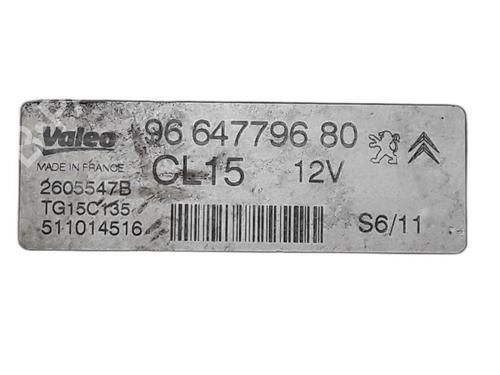 Valeo 96 647796 80
MADE IN FRANCE CL15 12V
2605547B
TG15C135
511014516 S6/11